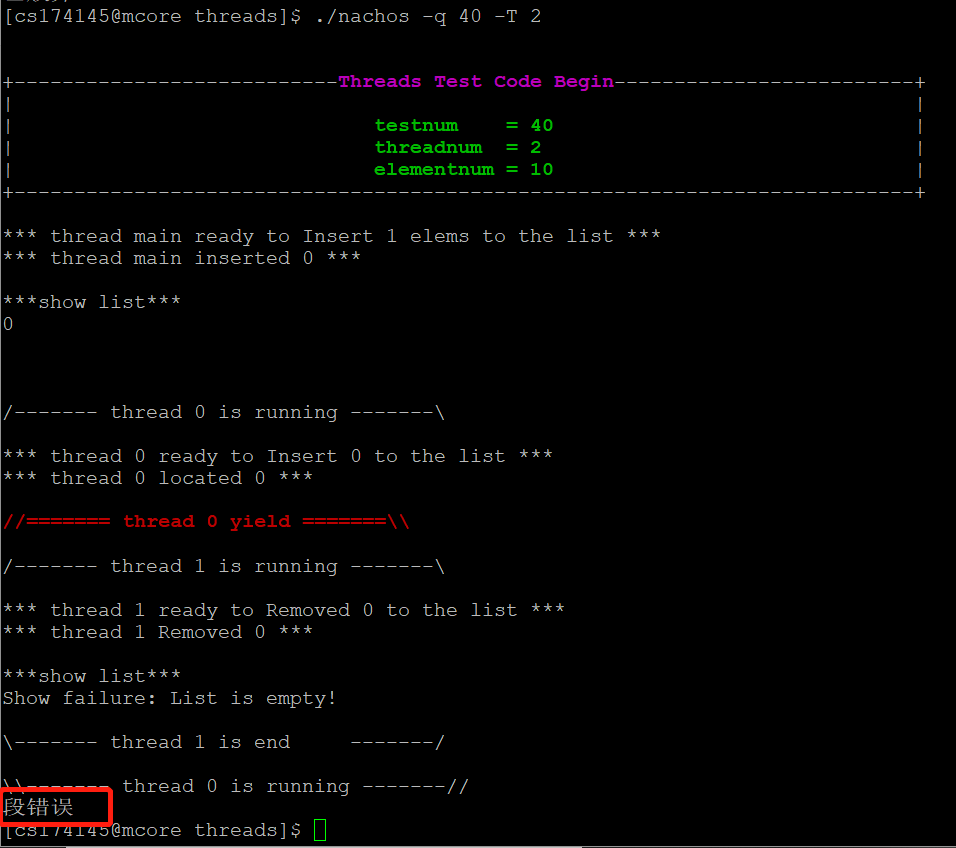 [cs174145@mcore threads]$ ./nachos -q 40 -T 2
+---------------------------Threads Test Code Begin-------------------------+
| |
| testnum = 40 |
| threadnum = 2 |
| elementnum = 10 |
+---------------------------------------------------------------------------+
*** thread main ready to Insert 1 elems to the list ***
*** thread main inserted 0 ***
***show list***
0
/------- thread 0 is running -------\
*** thread 0 ready to Insert 0 to the list ***
*** thread 0 located 0 ***
//======= thread 0 yield =======\\
/------- thread 1 is running -------\
*** thread 1 ready to Removed 0 to the list ***
*** thread 1 Removed 0 ***
***show list***
Show failure: List is empty!
\------- thread 1 is end -------/
\\------- thread 0 is running -------//
段错误
[cs174145@mcore threads]$